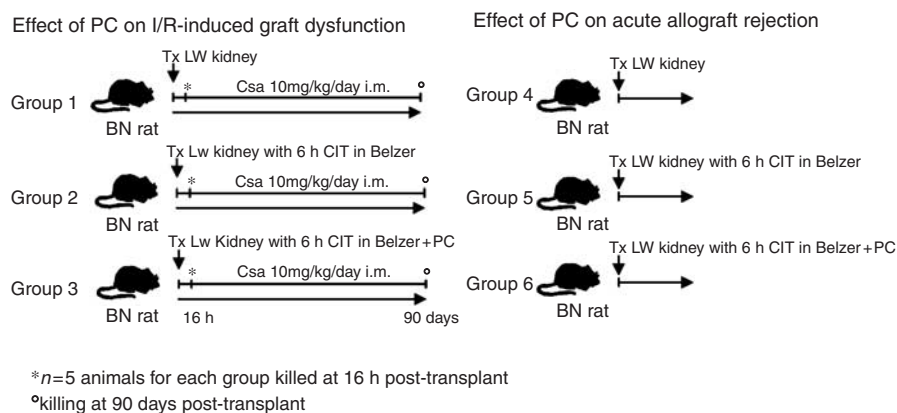 Effect of PC on I/R-induced graft dysfunction
Tx LW kidney
* Csa 10mg/kg/day i.m. °
Group 1
BN rat
Tx Lw kidney with 6 h CIT in Belzer
* Csa 10mg/kg/day i.m. °
Group 2
BN rat
Tx Lw Kidney with 6 h CIT in Belzer+PC
* Csa 10mg/kg/day i.m. °
Group 3
BN rat
16 h 90 days
Effect of PC on acute allograft rejection
Tx LW kidney
Group 4
BN rat
Tx LW kidney with 6 h CIT in Belzer
Group 5
BN rat
Tx LW kidney with 6 h CIT in Belzer+PC
Group 6
BN rat
*n=5 animals for each group killed at 16 h post-transplant
°killing at 90 days post-transplant